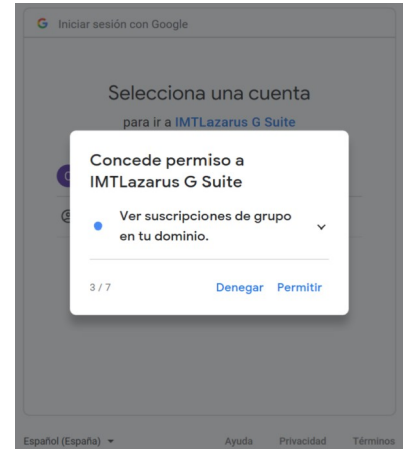 Iniciar sesión con Google
Selecciona una cuenta
para ir a IMTLazarus G Suite
Concede permiso a
IMTLazarus G Suite
Ver suscripciones de grupo
en tu dominio.
3 / 7
Denegar Permitir
Español (España)
Ayuda Privacidad Términos